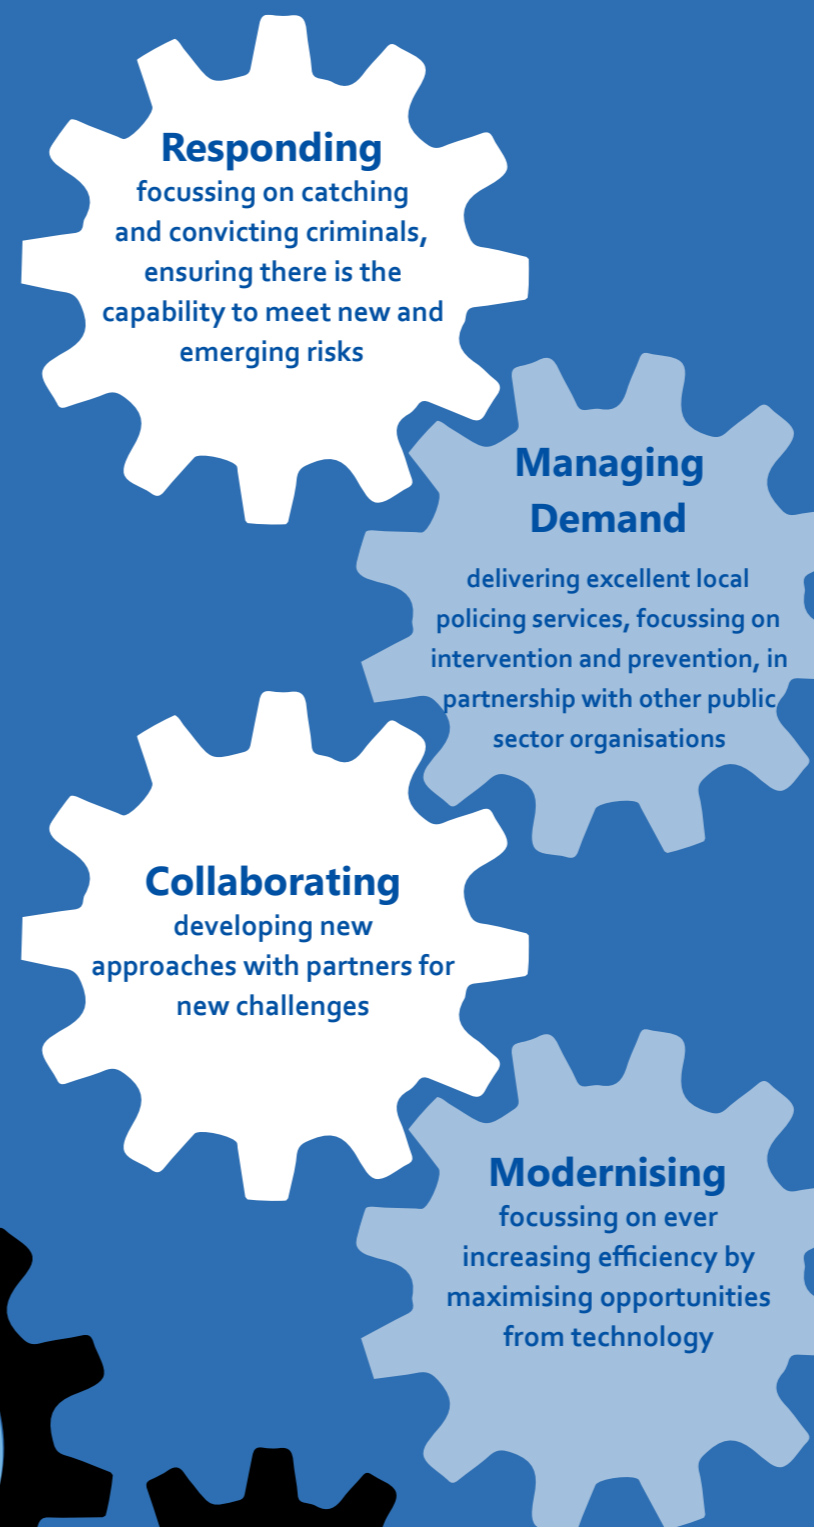 Responding
focussing on catching
and convicting criminals,
ensuring there is the
capability to meet new and
emerging risks
Managing
Demand
delivering excellent local
policing services, focussing on
intervention and prevention, in
partnership with other public
sector organisations
Collaborating
developing new
approaches with partners for
new challenges
Modernising
focussing on ever
increasing efficiency by
maximising opportunities
from technology